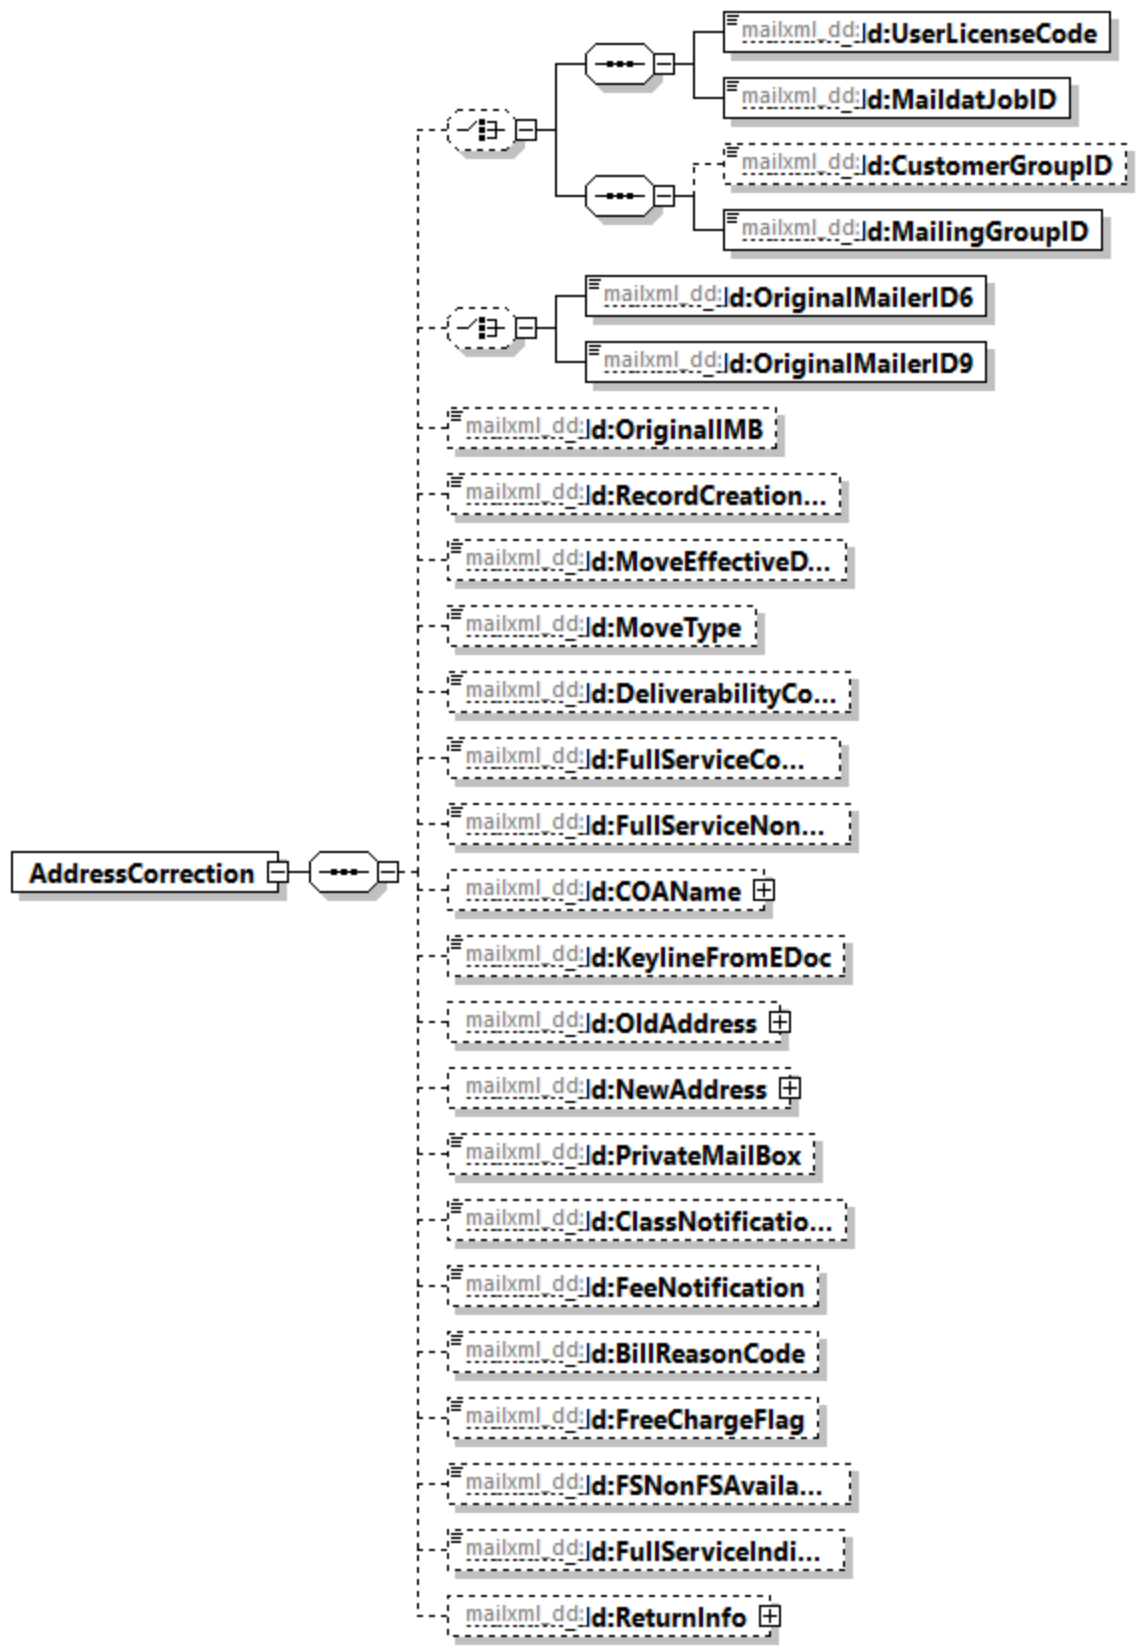 mailxml_dd:ld:UserLicenseCode
mailxml_dd:ld:MaildatJobID
mailxml_dd:ld:CustomerGroupID
mailxml_dd:ld:MailingGroupID
mailxml_dd:ld:OriginalMailerID6
mailxml_dd:ld:OriginalMailerID9
mailxml_dd:ld:OriginalIMB
mailxml_dd:ld:RecordCreation...
mailxml_dd:ld:MoveEffectiveD...
mailxml_dd:ld:MoveType
mailxml_dd:ld:DeliverabilityCo...
mailxml_dd:ld:FullServiceCo...
mailxml_dd:ld:FullServiceNon...
AddressCorrection
mailxml_dd:ld:COAName
mailxml_dd:ld:KeylineFromEDoc
mailxml_dd:ld:OldAddress
mailxml_dd:ld:NewAddress
mailxml_dd:ld:PrivateMailBox
mailxml_dd:ld:ClassNotificatio...
mailxml_dd:ld:FeeNotification
mailxml_dd:ld:BillReasonCode
mailxml_dd:ld:FreeChargeFlag
mailxml_dd:ld:FSNonFSAvaila...
mailxml_dd:ld:FullServiceIndi...
mailxml_dd:ld:ReturnInfo